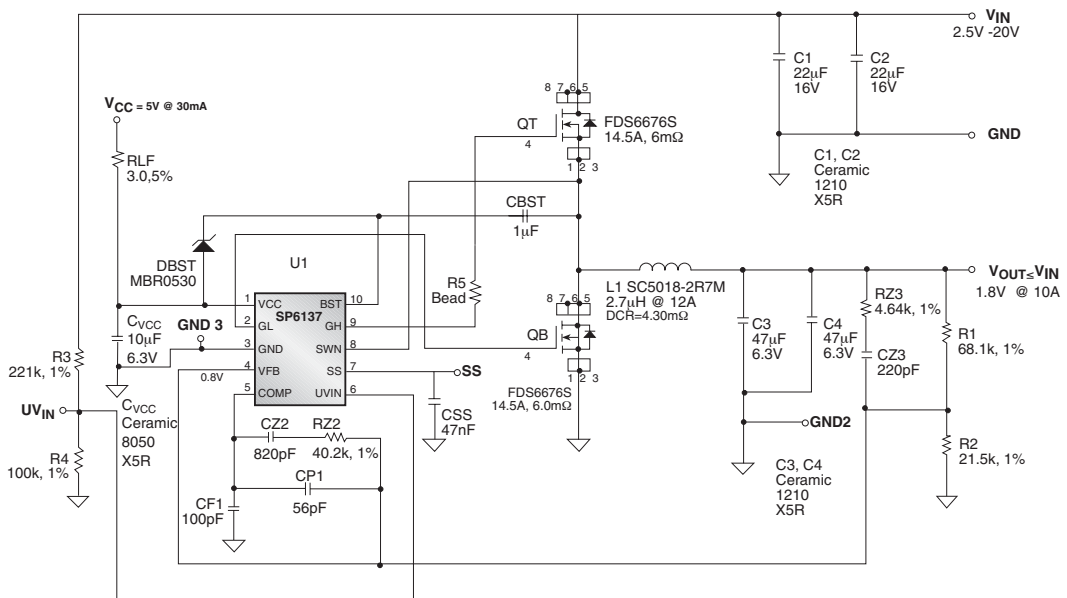 VIN
2.5V -20V
C1
22µF
16V
C2
22µF
16V
GND
C1, C2
Ceramic
1210
X5R
VCC = 5V @ 30mA
RLF
3.0,5%
8 7 6 5
QT
4
FDS6676S
14.5A, 6mΩ
1 2 3
CBST
1µF
DBST
MBR0530
U1
R5
Bead
L1 SC5018-2R7M
2.7µH @ 12A
DCR=4.30mΩ
VOUT≤VIN
1.8V @ 10A
1 VCC BST 10
SP6137
2 GL GH 9
3 GND SWN 8
4 VFB SS 7
5 COMP UVIN 6
CVCC
10µF
6.3V
GND 3
0.8V
SS
CSS
47nF
8 7 6 5
QB
4
1 2 3
FDS6676S
14.5A, 6.0mΩ
C3
47µF
6.3V
C4
47µF
6.3V
RZ3
4.64k, 1%
CZ3
220pF
R1
68.1k, 1%
R3
221k, 1%
UVIN
R4
100k, 1%
CVCC
Ceramic
8050
X5R
CZ2
820pF
RZ2
40.2k, 1%
CP1
56pF
CF1
100pF
GND2
C3, C4
Ceramic
1210
X5R
R2
21.5k, 1%